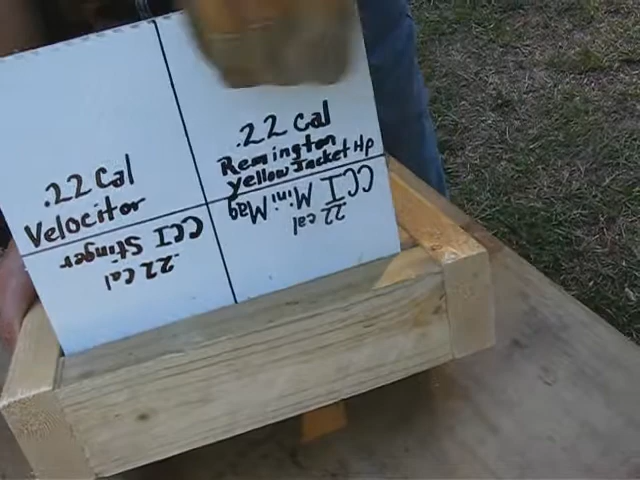 .22 Cal
Velocitor
.22 Cal
Remington
yellow Jacket HP
CCI Stinger
.22 Cal
CCI Mini Mag
.22 cal